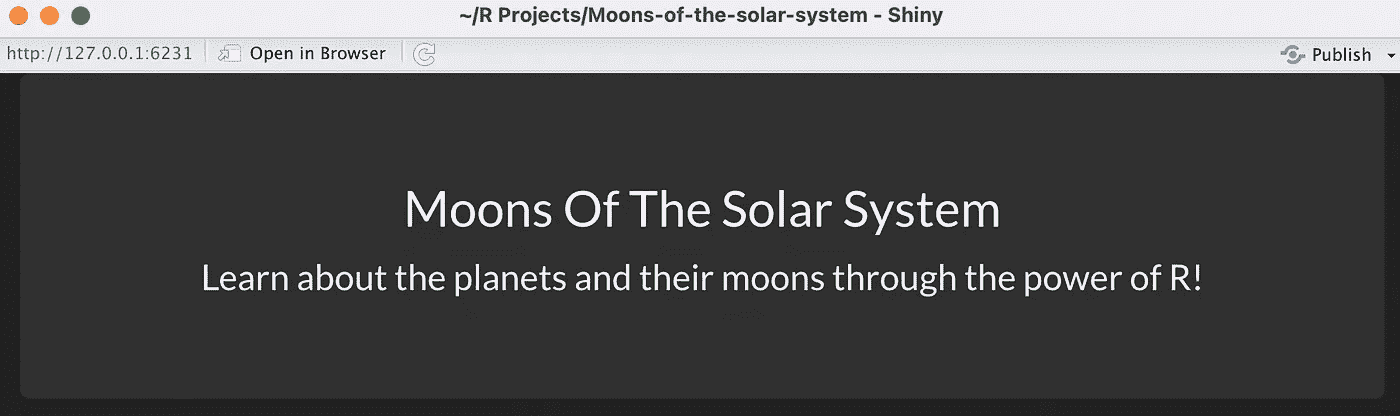 ~/R Projects/Moons-of-the-solar-system - Shiny
http://127.0.0.1:6231 Open in Browser Publish
Moons Of The Solar System
Learn about the planets and their moons through the power of R!